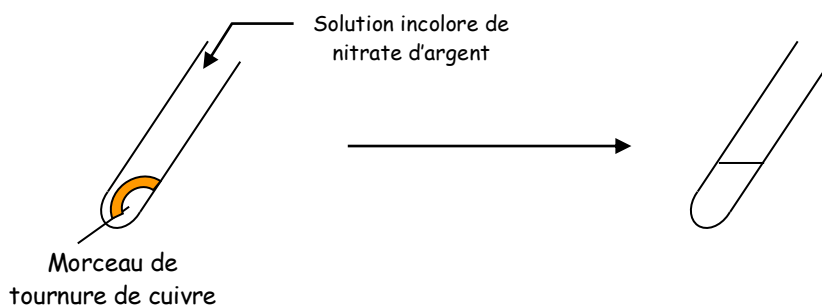 Solution incolore de
nitrate d'argent
Morceau de
tournure de cuivre